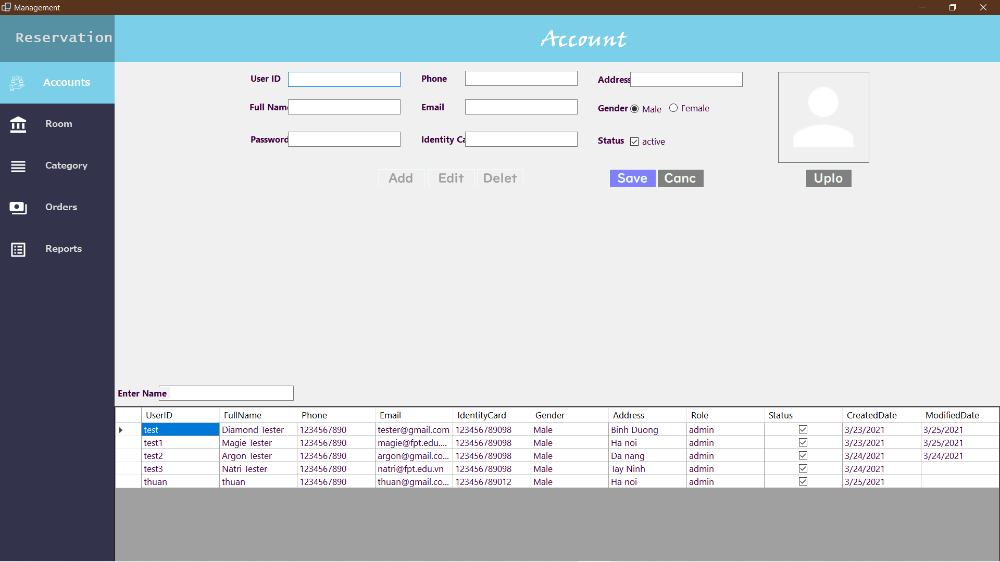 Management
Reservation
Account
Accounts
Room
Category
Orders
Reports
User ID Phone Address
Full Name Email Gender Male Female
Password Identity Ca Status active
Add Edit Delet Save Canc Uplo
Enter Name
UserID FullName Phone Email IdentityCard Gender Address Role Status CreatedDate ModifiedDate
test Diamond Tester 1234567890 tester@gmail.com 123456789098 Male Binh Duong admin 3/23/2021 3/25/2021
test1 Magie Tester 1234567890 magie@fpt.edu.... 123456789098 Male Ha noi admin 3/23/2021 3/25/2021
test2 Argon Tester 1234567890 argon@gmail.co... 123456789098 Male Da nang admin 3/24/2021 3/24/2021
test3 Natri Tester 1234567890 natri@fpt.edu.vn 123456789098 Male Tay Ninh admin 3/24/2021
thuan thuan 1234567890 thuan@gmail.co... 123456789012 Male Ha noi admin 3/25/2021